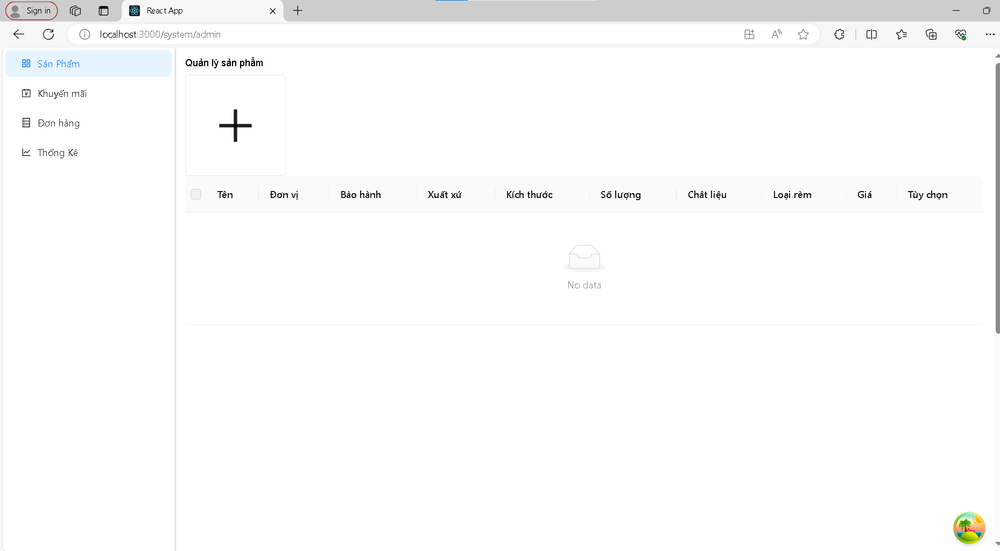 Sign in
React App
localhost:3000/system/admin
Sản Phẩm
Khuyến mãi
Đơn hàng
Thống Kê
Quản lý sản phẩm
Tên Đơn vị Bảo hành Xuất xứ Kích thước Số lượng Chất liệu Loại rèm Giá Tùy chọn
No data